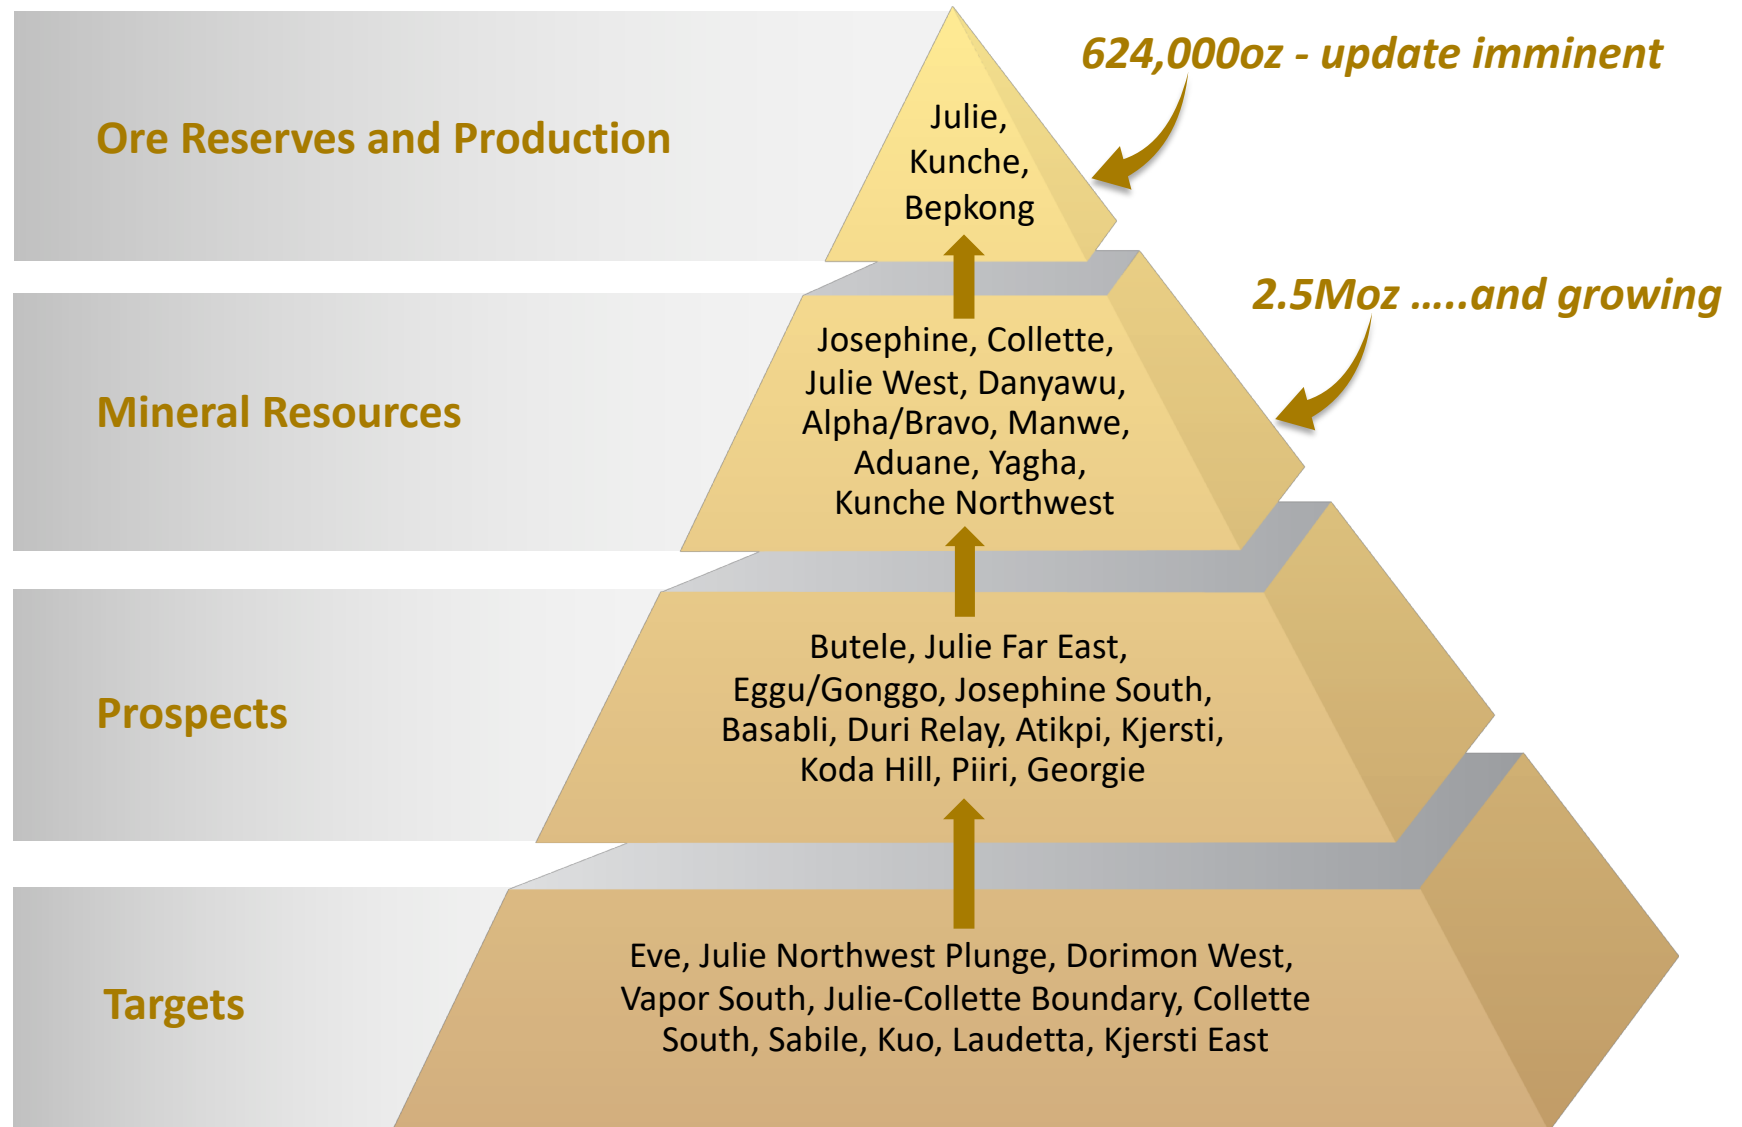 624,000oz - update imminent
Ore Reserves and Production
Julie,
Kunche,
Bepkong
2.5Moz .....and growing
Mineral Resources
Josephine, Collette,
Julie West, Danyawu,
Alpha/Bravo, Manwe,
Aduane, Yagha,
Kunche Northwest
Prospects
Butele, Julie Far East,
Eggu/Gonggo, Josephine South,
Basabli, Duri Relay, Atikpi, Kjersti,
Koda Hill, Piiri, Georgie
Targets
Eve, Julie Northwest Plunge, Dorimon West,
Vapor South, Julie-Collette Boundary, Collette
South, Sabile, Kuo, Laudetta, Kjersti East